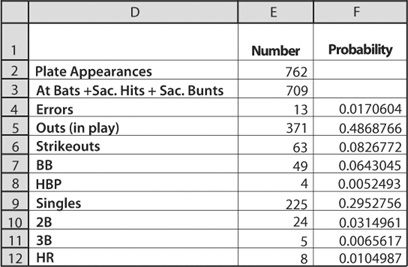 D E F
1 Number Probability
2 Plate Appearances 762
3 At Bats +Sac. Hits + Sac. Bunts 709
4 Errors 13 0.0170604
5 Outs (in play) 371 0.4868766
6 Strikeouts 63 0.0826772
7 BB 49 0.0643045
8 HBP 4 0.0052493
9 Singles 225 0.2952756
10 2B 24 0.0314961
11 3B 5 0.0065617
12 HR 8 0.0104987